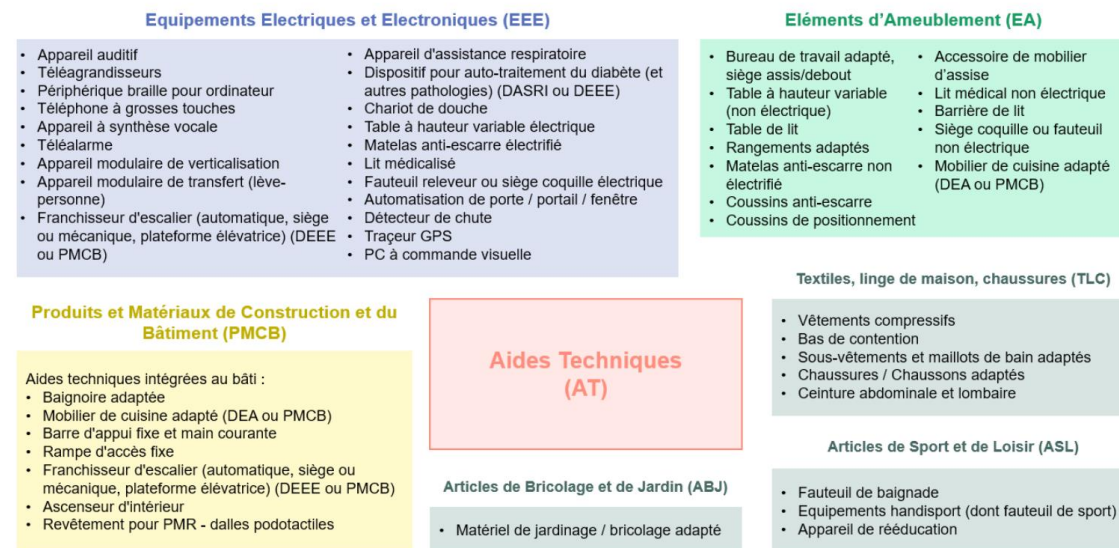 Equipements Electriques et Electroniques (EEE)
• Appareil auditif
• Téléagrandisseurs
• Périphérique braille pour ordinateur
• Téléphone à grosses touches
• Appareil à synthèse vocale
• Téléalarme
• Appareil modulaire de verticalisation
• Appareil modulaire de transfert (lève-
personne)
• Franchisseur d'escalier (automatique, siège
ou mécanique, plateforme élévatrice) (DEEE
ou PMCB)
• Appareil d'assistance respiratoire
• Dispositif pour auto-traitement du diabète (et
autres pathologies) (DASRI ou DEEE)
• Chariot de douche
• Table à hauteur variable électrique
• Matelas anti-escarre électrifié
• Lit médicalisé
• Fauteuil releveur ou siège coquille électrique
• Automatisation de porte / portail / fenêtre
• Détecteur de chute
• Traçeur GPS
• PC à commande visuelle
Eléments d'Ameublement (EA)
• Bureau de travail adapté,
siège assis/debout
• Table à hauteur variable
(non électrique)
• Table de lit
• Rangements adaptés
• Matelas anti-escarre non
électrifié
• Coussins anti-escarre
• Coussins de positionnement
• Accessoire de mobilier
d'assise
• Lit médical non électrique
• Barrière de lit
• Siège coquille ou fauteuil
non électrique
• Mobilier de cuisine adapté
(DEA ou PMCB)
Produits et Matériaux de Construction et du
Bâtiment (PMCB)
Aides techniques intégrées au bâti :
• Baignoire adaptée
• Mobilier de cuisine adapté (DEA ou PMCB)
• Barre d'appui fixe et main courante
• Rampe d'accès fixe
• Franchisseur d'escalier (automatique, siège ou
mécanique, plateforme élévatrice) (DEEE ou PMCB)
• Ascenseur d'intérieur
• Revêtement pour PMR - dalles podotactiles
Aides Techniques
(AT)
Articles de Bricolage et de Jardin (ABJ)
• Matériel de jardinage / bricolage adapté
Textiles, linge de maison, chaussures (TLC)
• Vêtements compressifs
• Bas de contention
• Sous-vêtements et maillots de bain adaptés
• Chaussures / Chaussons adaptés
• Ceinture abdominale et lombaire
Articles de Sport et de Loisir (ASL)
• Fauteuil de baignade
• Equipements handisport (dont fauteuil de sport)
• Appareil de rééducation